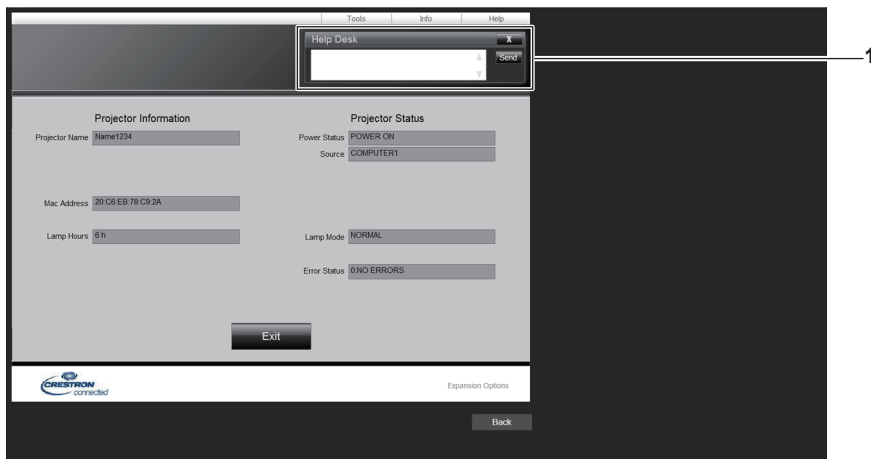 Tools Info Help
Help Desk X
Send
1
Projector Information Projector Status
Projector Name Name1234 Power Status POWER ON
Source COMPUTER1
Mac Address 20:C6:EB:78:C9:2A
Lamp Hours 6 h Lamp Mode NORMAL
Error Status 0:NO ERRORS
Exit
CRESTRON
connected
Expansion Options
Back